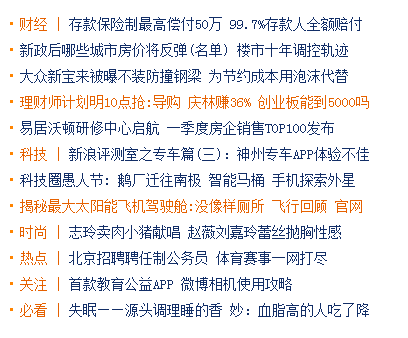 · 财经 | 存款保险制最高偿付50万 99.7%存款人全额赔付
· 新政后哪些城市房价将反弹(名单) 楼市十年调控轨迹
· 大众新宝来被曝不装防撞钢梁 为节约成本用泡沫代替
· 理财师计划明10点抢:导购 庆林赚36% 创业板能到5000吗
· 易居沃顿研修中心启航 一季度房企销售TOP100发布
· 科技 | 新浪评测室之专车篇(三): 神州专车APP体验不佳
· 科技圈愚人节: 鹅厂迁往南极 智能马桶 手机探索外星
· 揭秘最大太阳能飞机驾驶舱:没像样厕所 飞行回顾 官网
· 时尚 | 志玲卖肉小猪献唱 赵薇刘嘉玲蕾丝抛胸性感
· 热点 | 北京招聘聘任制公务员 体育赛事一网打尽
· 关注 | 首款教育公益APP 微博相机使用攻略
· 必看 | 失眠——源头调理睡的香 妙: 血脂高的人吃了降